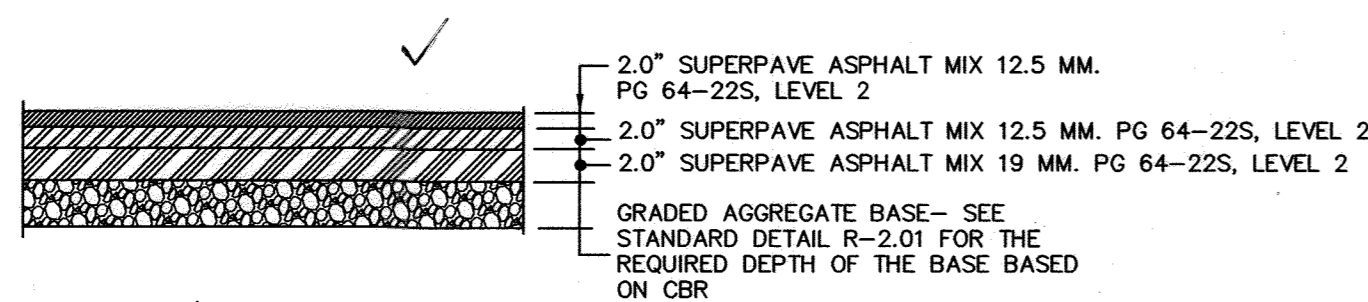 2.0" SUPERPAVE ASPHALT MIX 12.5 MM.
PG 64-22S, LEVEL 2
2.0" SUPERPAVE ASPHALT MIX 12.5 MM. PG 64-22S, LEVEL 2
2.0" SUPERPAVE ASPHALT MIX 19 MM. PG 64-22S, LEVEL 2
GRADED AGGREGATE BASE- SEE
STANDARD DETAIL R-2.01 FOR THE
REQUIRED DEPTH OF THE BASE BASED
ON CBR